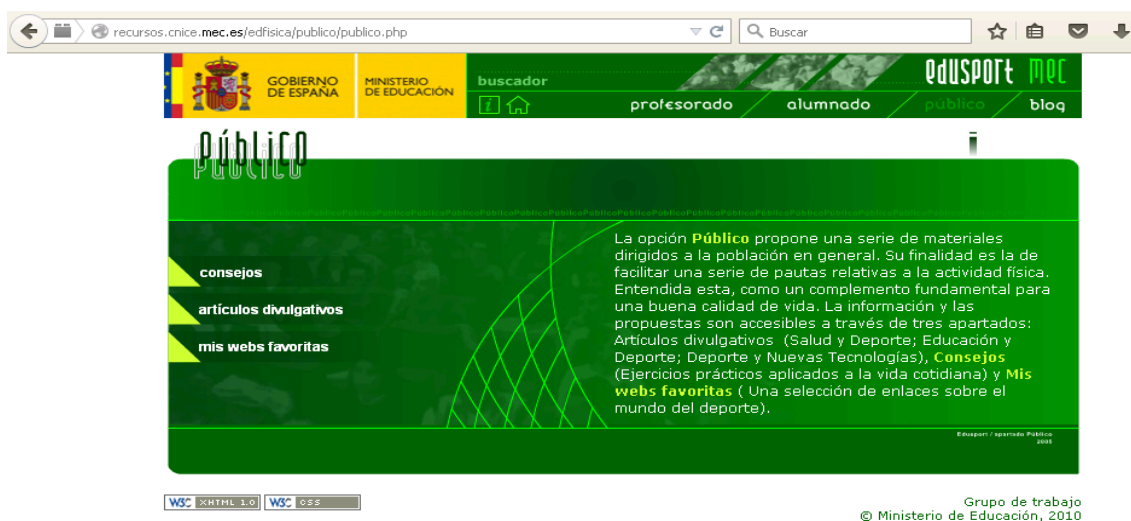 recursos.cnice.mec.es/edfisica/publico/publico.php
Buscar
GOBIERNO
DE ESPAÑA
MINISTERIO
DE EDUCACIÓN
buscador
edusport mec
profesorado
alumnado
público
blog
Público
i
consejos
artículos divulgativos
mis webs favoritas
La opción Público propone una serie de materiales
dirigidos a la población en general. Su finalidad es la de
facilitar una serie de pautas relativas a la actividad física.
Entendida esta, como un complemento fundamental para
una buena calidad de vida. La información y las
propuestas son accesibles a través de tres apartados:
Artículos divulgativos (Salud y Deporte; Educación y
Deporte; Deporte y Nuevas Tecnologías), Consejos
(Ejercicios prácticos aplicados a la vida cotidiana) y Mis
webs favoritas ( Una selección de enlaces sobre el
mundo del deporte).
Edusport / apartado Público
W3C XHTML 1.0
W3C CSS
Grupo de trabajo
© Ministerio de Educación, 2010